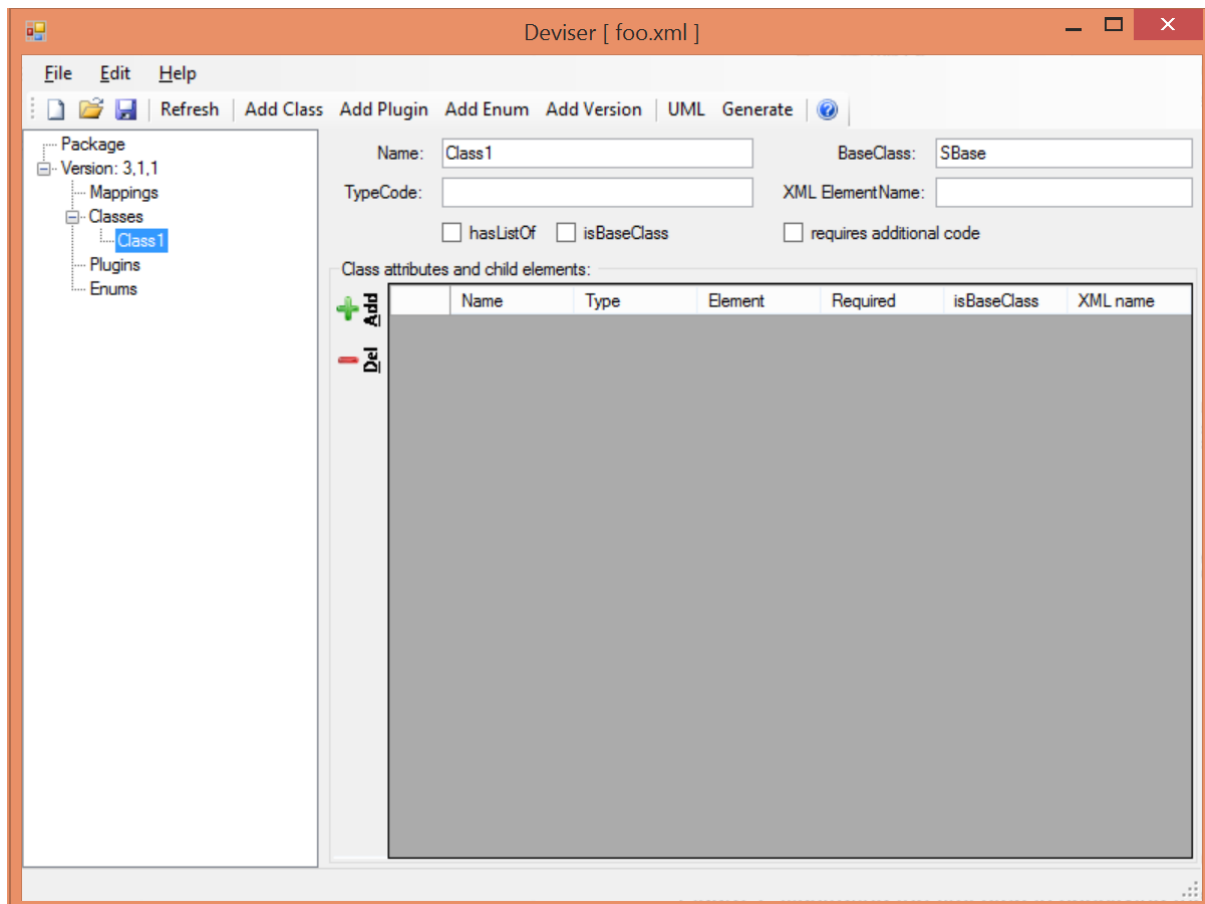 Deviser [ foo.xml ]
File Edit Help
Refresh Add Class Add Plugin Add Enum Add Version UML Generate
Package
Version: 3,1,1
Mappings
Classes
Class1
Plugins
Enums
Name: Class1 BaseClass: SBase
TypeCode: XML ElementName:
hasListOf isBaseClass requires additional code
Class attributes and child elements:
Add
Del
Name Type Element Required isBaseClass XML name